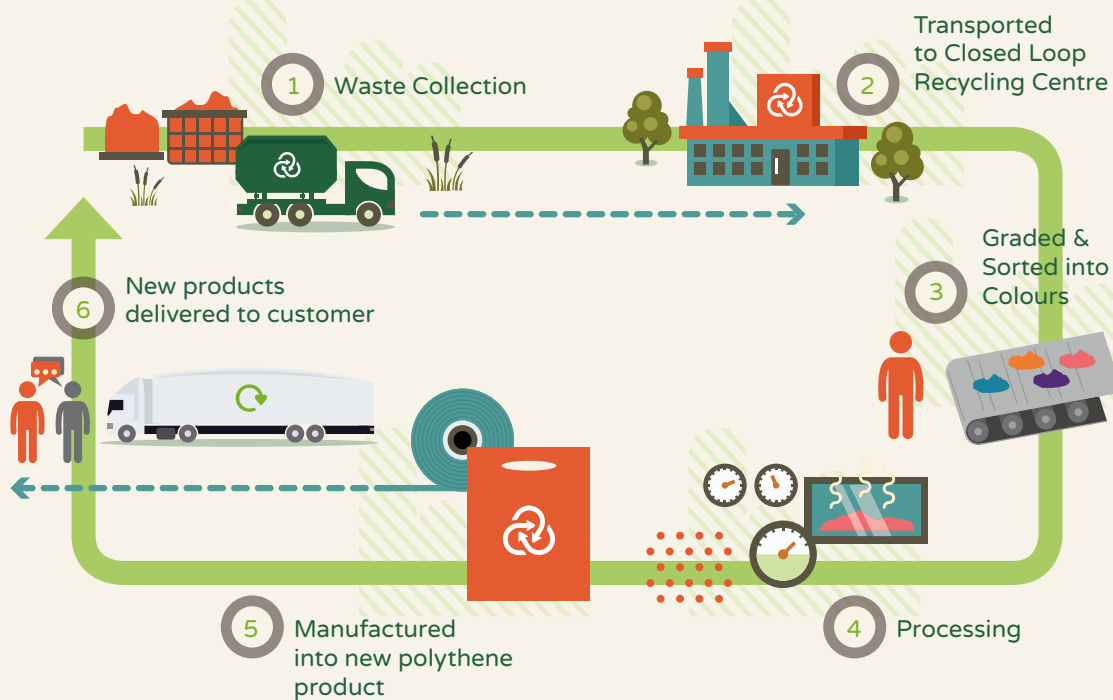 1
Waste Collection
2
Transported
to Closed Loop
Recycling Centre
3
Graded &
Sorted into
Colours
4
Processing
5
Manufactured
into new polythene
product
6
New products
delivered to customer